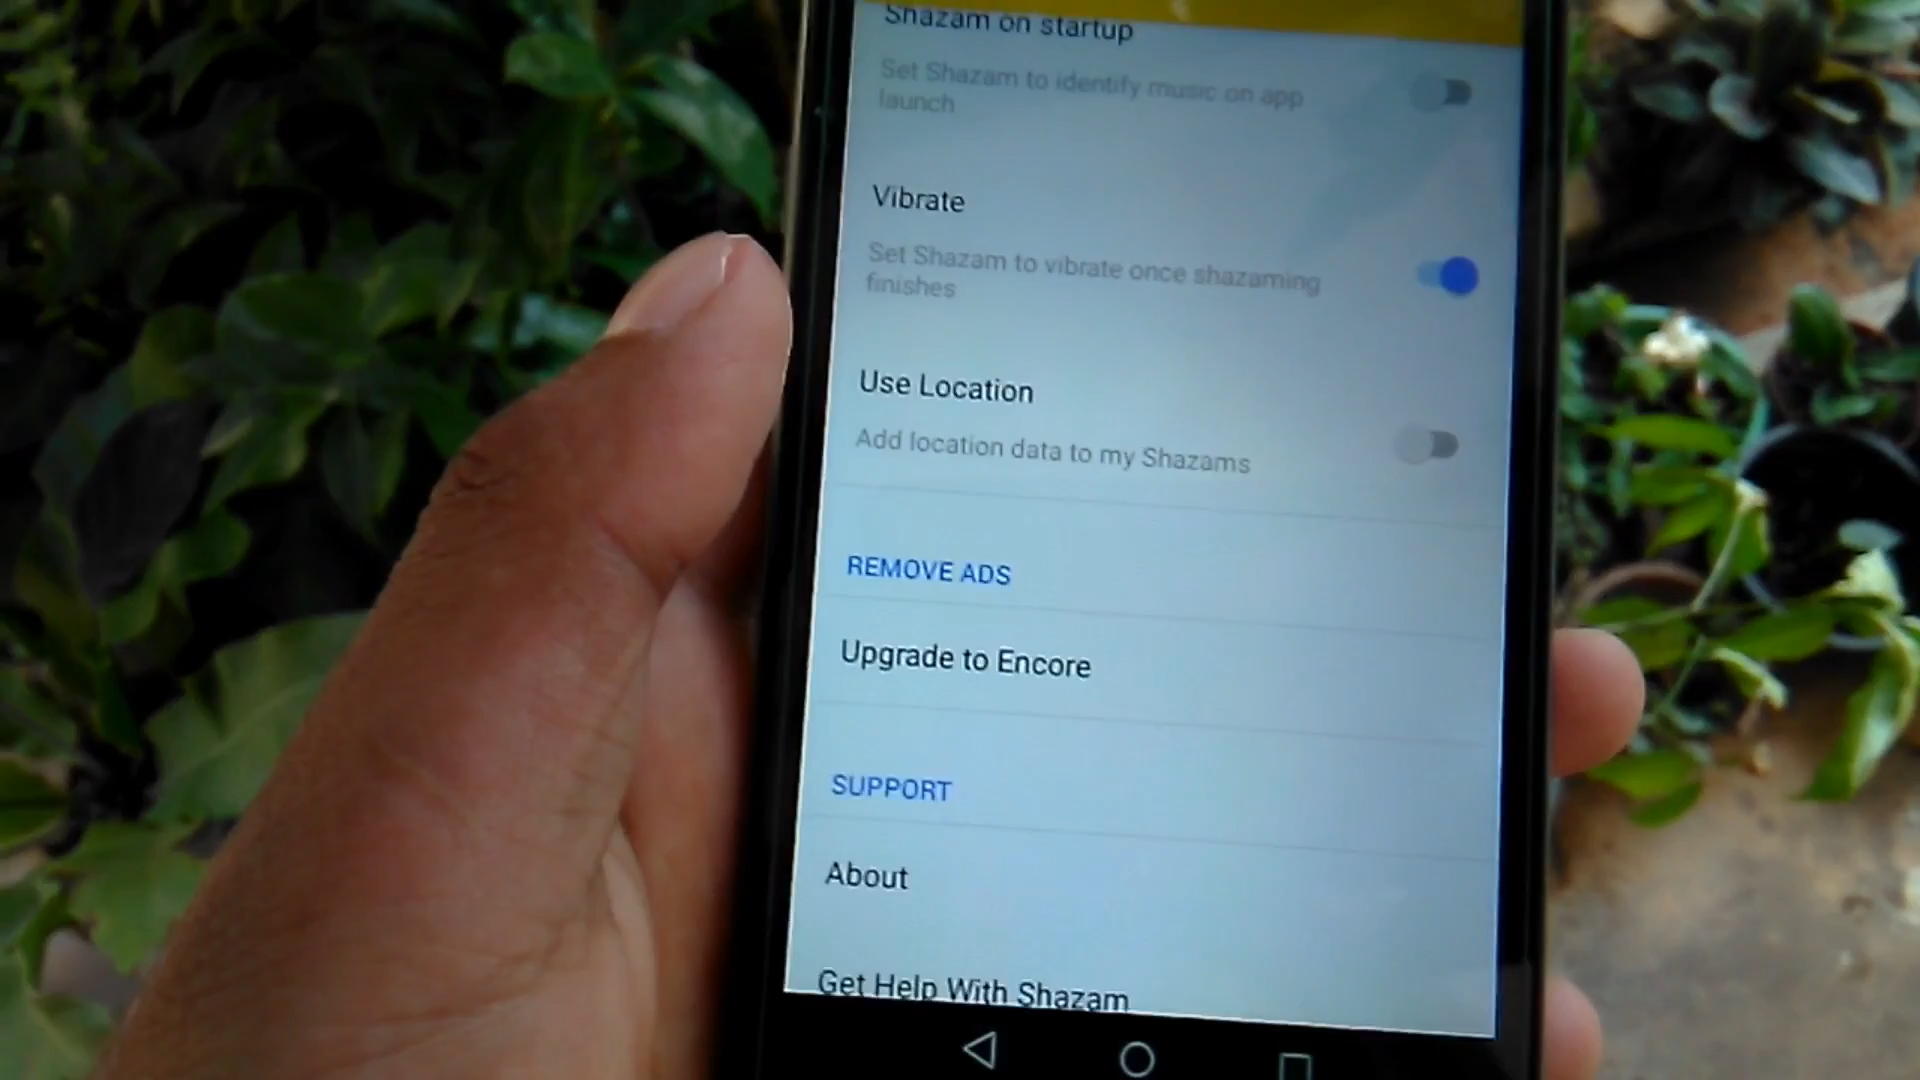 Shazam on startup
Set Shazam to identify music on app
launch
Vibrate
Set Shazam to vibrate once shazaming
finishes
Use Location
Add location data to my Shazams
REMOVE ADS
Upgrade to Encore
SUPPORT
About
Get Help With Shazam